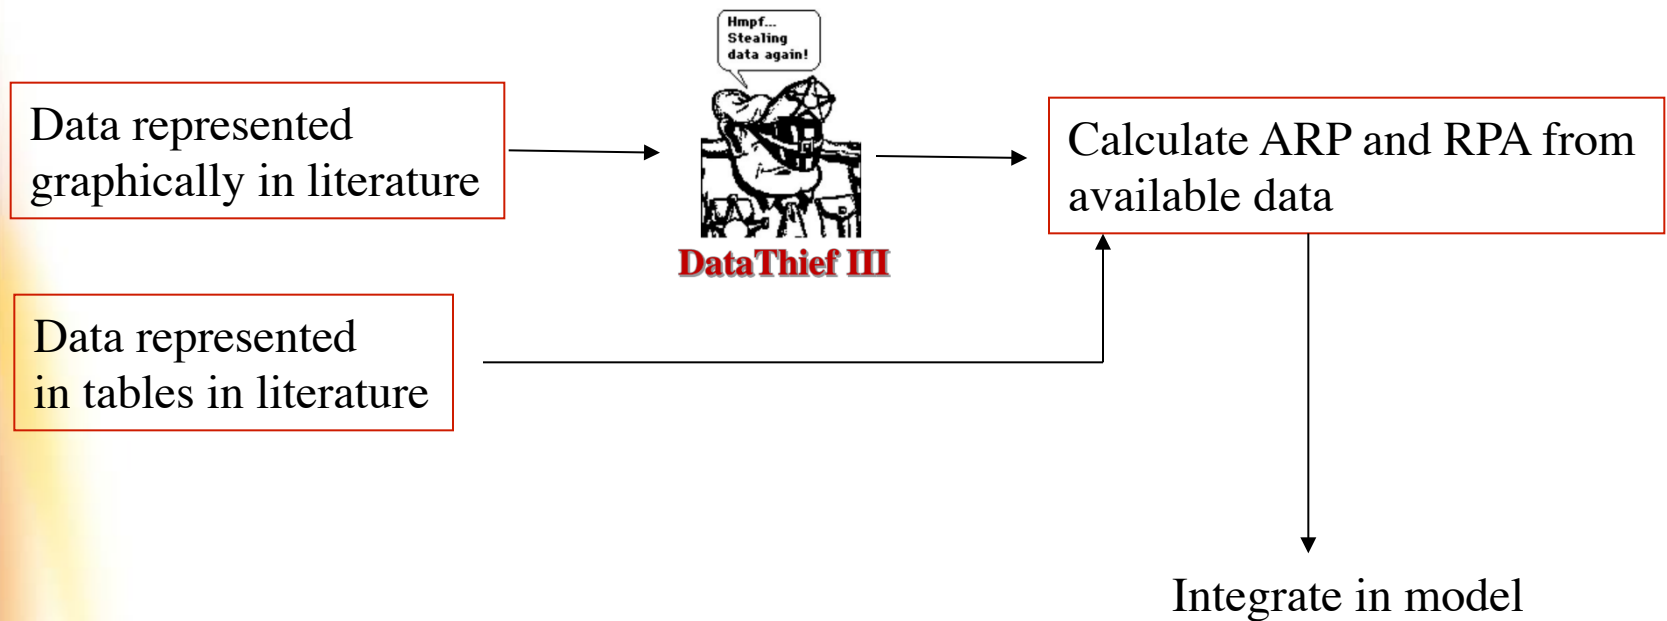 Hmpf...
Stealing
data again!
Data represented
graphically in literature
DataThief III
Calculate ARP and RPA from
available data
Data represented
in tables in literature
Integrate in model